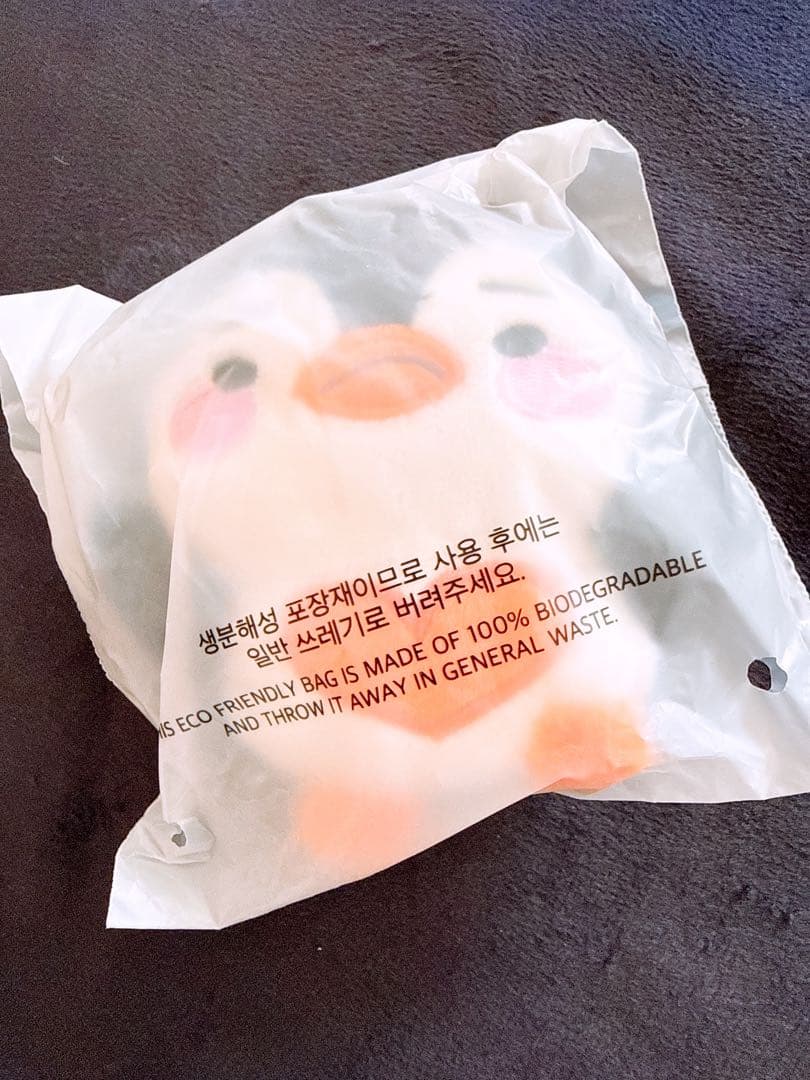 생분해성 포장재이므로 사용 후에는
일반 쓰레기로 버려주세요.
HIS ECO FRIENDLY BAG IS MADE OF 100% BIODEGRADABLE
AND THROW IT AWAY IN GENERAL WASTE.